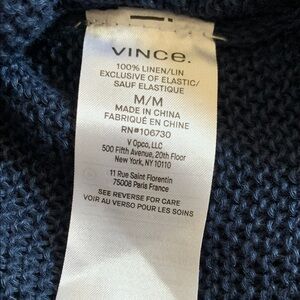 VINCE.
100% LINEN/LIN
EXCLUSIVE OF ELASTIC/
SAUF ELASTIQUE
M/M
MADE IN CHINA
FABRIQUÉ EN CHINE
RN#106730
V Opco, LLC
500 Fifth Avenue, 20th Floor
New York, NY 10110
11 Rue Saint Florentin
75008 Paris France
SEE REVERSE FOR CARE
VOIR AU VERSO POUR LES SOINS